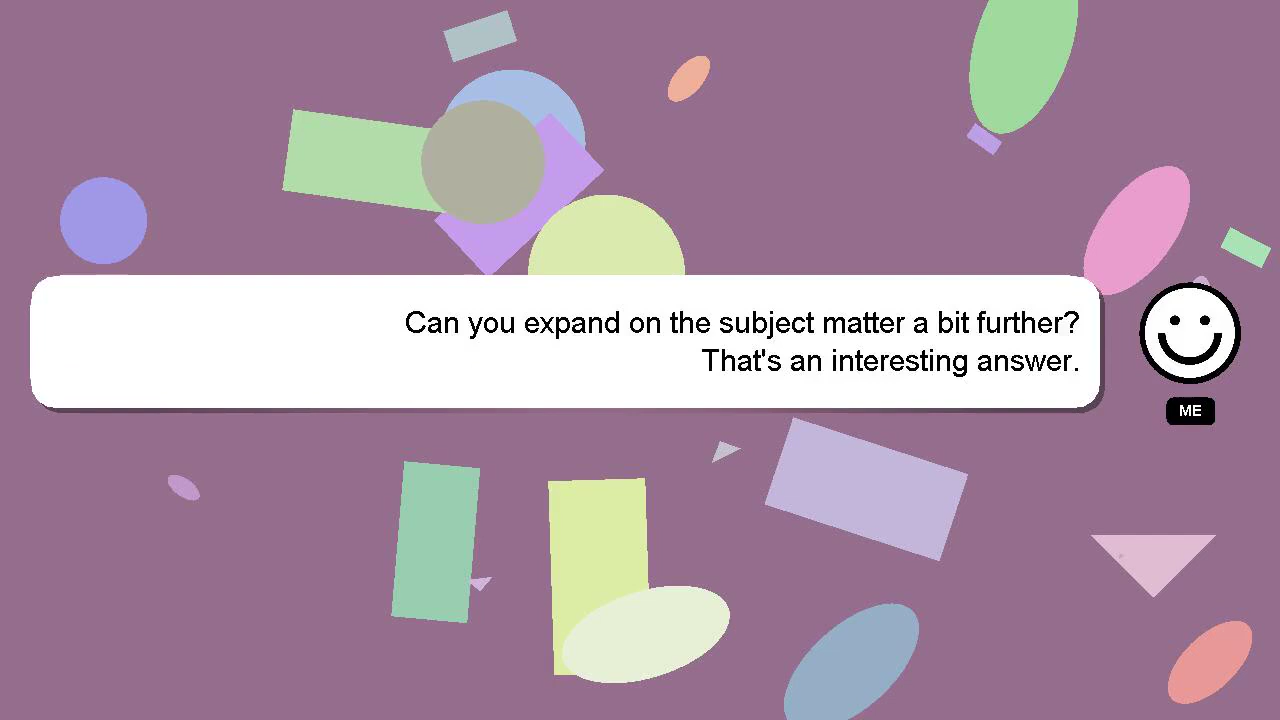 Can you expand on the subject matter a bit further?
That's an interesting answer.
ME